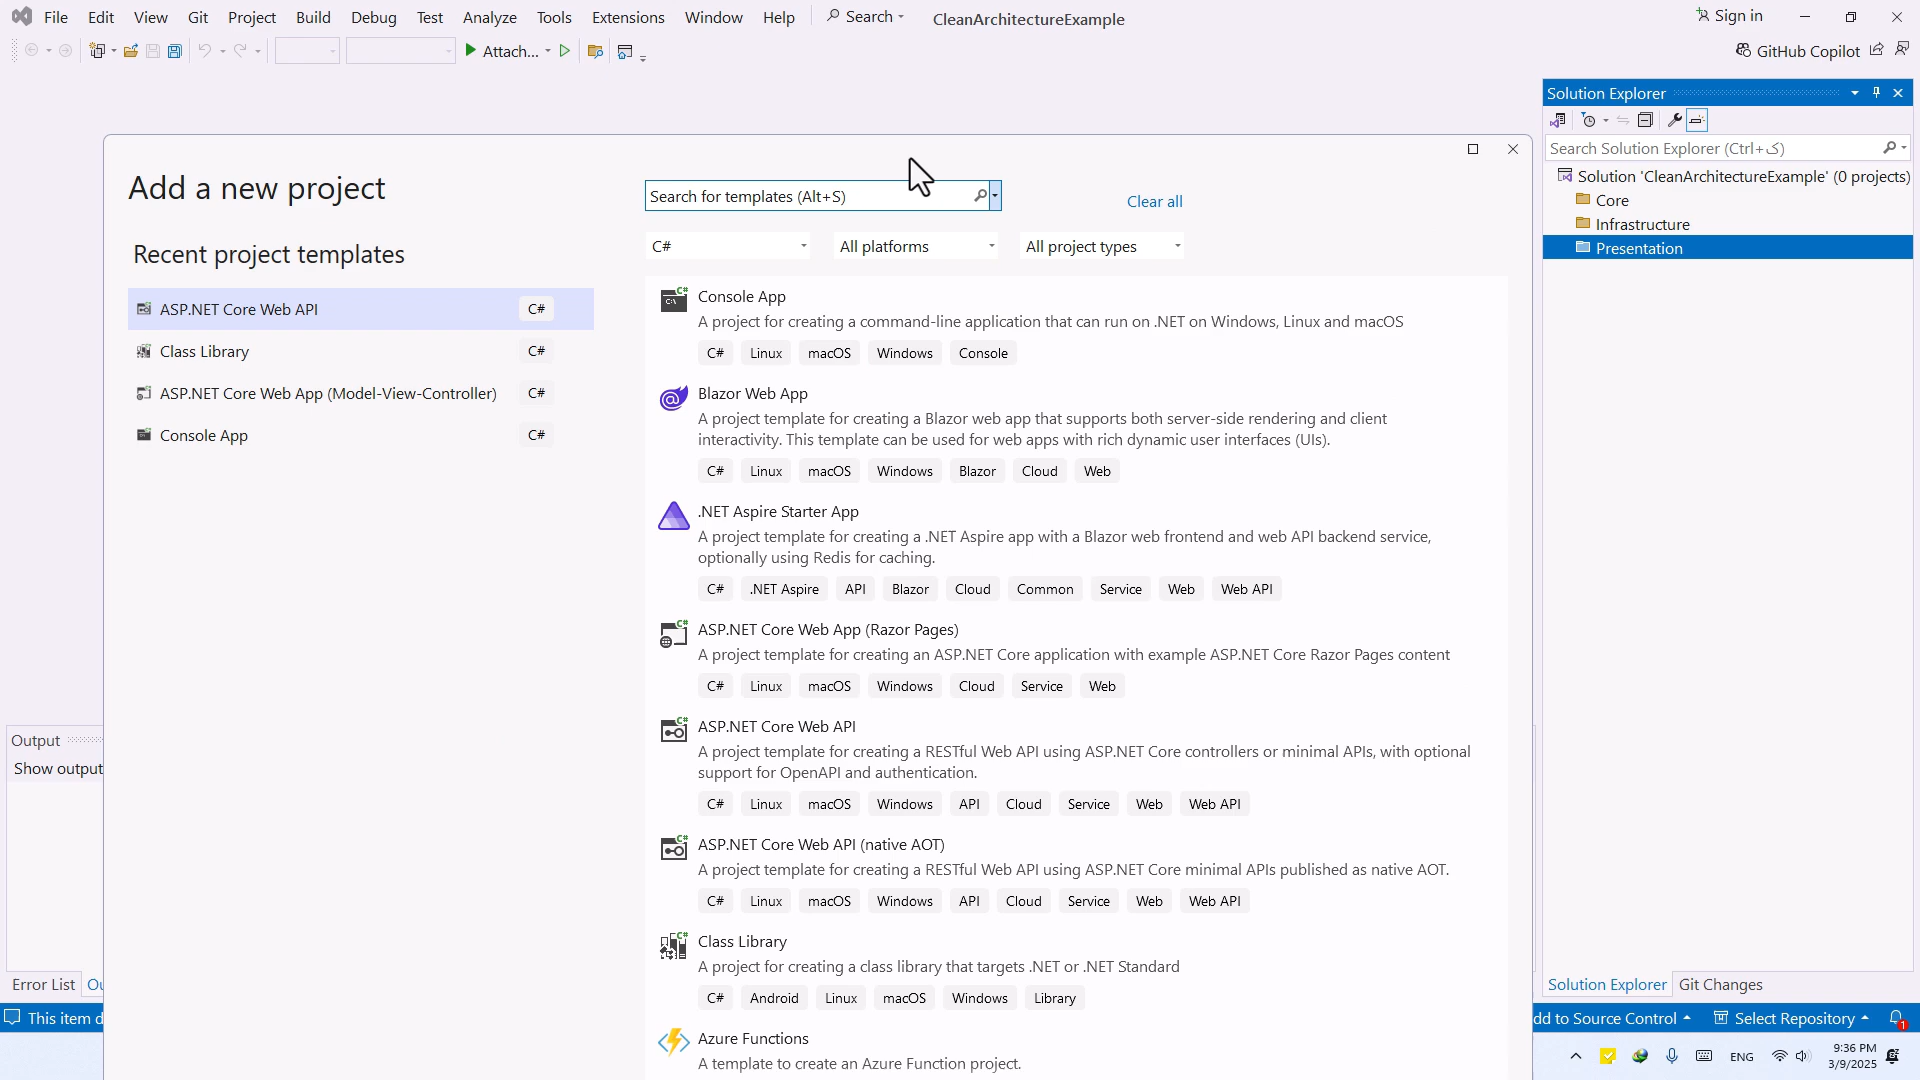 File Edit View Git Project Build Debug Test Analyze Tools Extensions Window Help Search CleanArchitectureExample Sign in
Attach... GitHub Copilot
Solution Explorer
Search Solution Explorer (Ctrl+ک)
Solution 'CleanArchitectureExample' (0 projects)
Core
Infrastructure
Presentation
Add a new project
Search for templates (Alt+S)
Clear all
C# All platforms All project types
Recent project templates
ASP.NET Core Web API C#
Class Library C#
ASP.NET Core Web App (Model-View-Controller) C#
Console App C#
Console App
A project for creating a command-line application that can run on .NET on Windows, Linux and macOS
C# Linux macOS Windows Console
Blazor Web App
A project template for creating a Blazor web app that supports both server-side rendering and client
interactivity. This template can be used for web apps with rich dynamic user interfaces (UIs).
C# Linux macOS Windows Blazor Cloud Web
.NET Aspire Starter App
A project template for creating a .NET Aspire app with a Blazor web frontend and web API backend service,
optionally using Redis for caching.
C# .NET Aspire API Blazor Cloud Common Service Web Web API
ASP.NET Core Web App (Razor Pages)
A project template for creating an ASP.NET Core application with example ASP.NET Core Razor Pages content
C# Linux macOS Windows Cloud Service Web
ASP.NET Core Web API
A project template for creating a RESTful Web API using ASP.NET Core controllers or minimal APIs, with optional
support for OpenAPI and authentication.
C# Linux macOS Windows API Cloud Service Web Web API
ASP.NET Core Web API (native AOT)
A project template for creating a RESTful Web API using ASP.NET Core minimal APIs published as native AOT.
C# Linux macOS Windows API Cloud Service Web Web API
Class Library
A project for creating a class library that targets .NET or .NET Standard
C# Android Linux macOS Windows Library
Azure Functions
A template to create an Azure Function project.
Output
Show output
Error List Ou
Solution Explorer Git Changes
This item d
dd to Source Control Select Repository 1
ENG 9:36 PM
3/9/2025